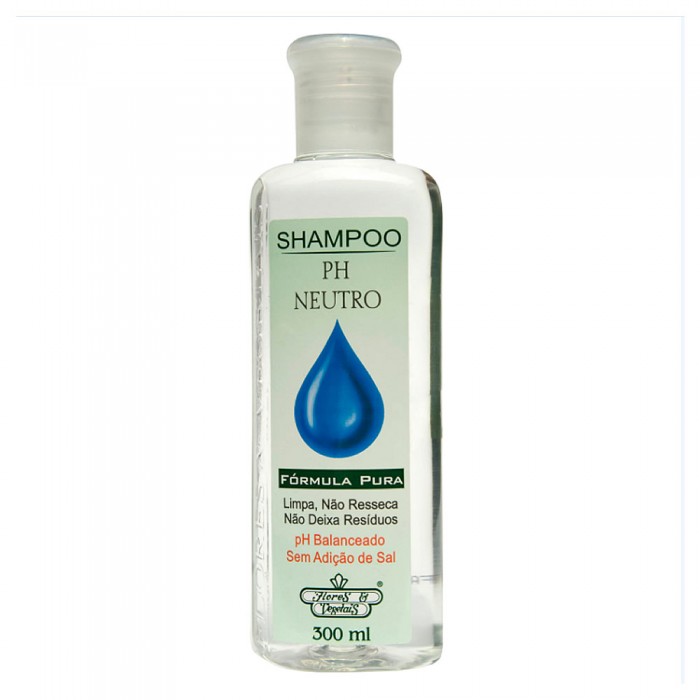 SHAMPOO
PH
NEUTRO
FÓRMULA PURA
Limpa, Não Resseca
Não Deixa Resíduos
pH Balanceado
Sem Adição de Sal
Flores & ®
Vegetais
300 ml